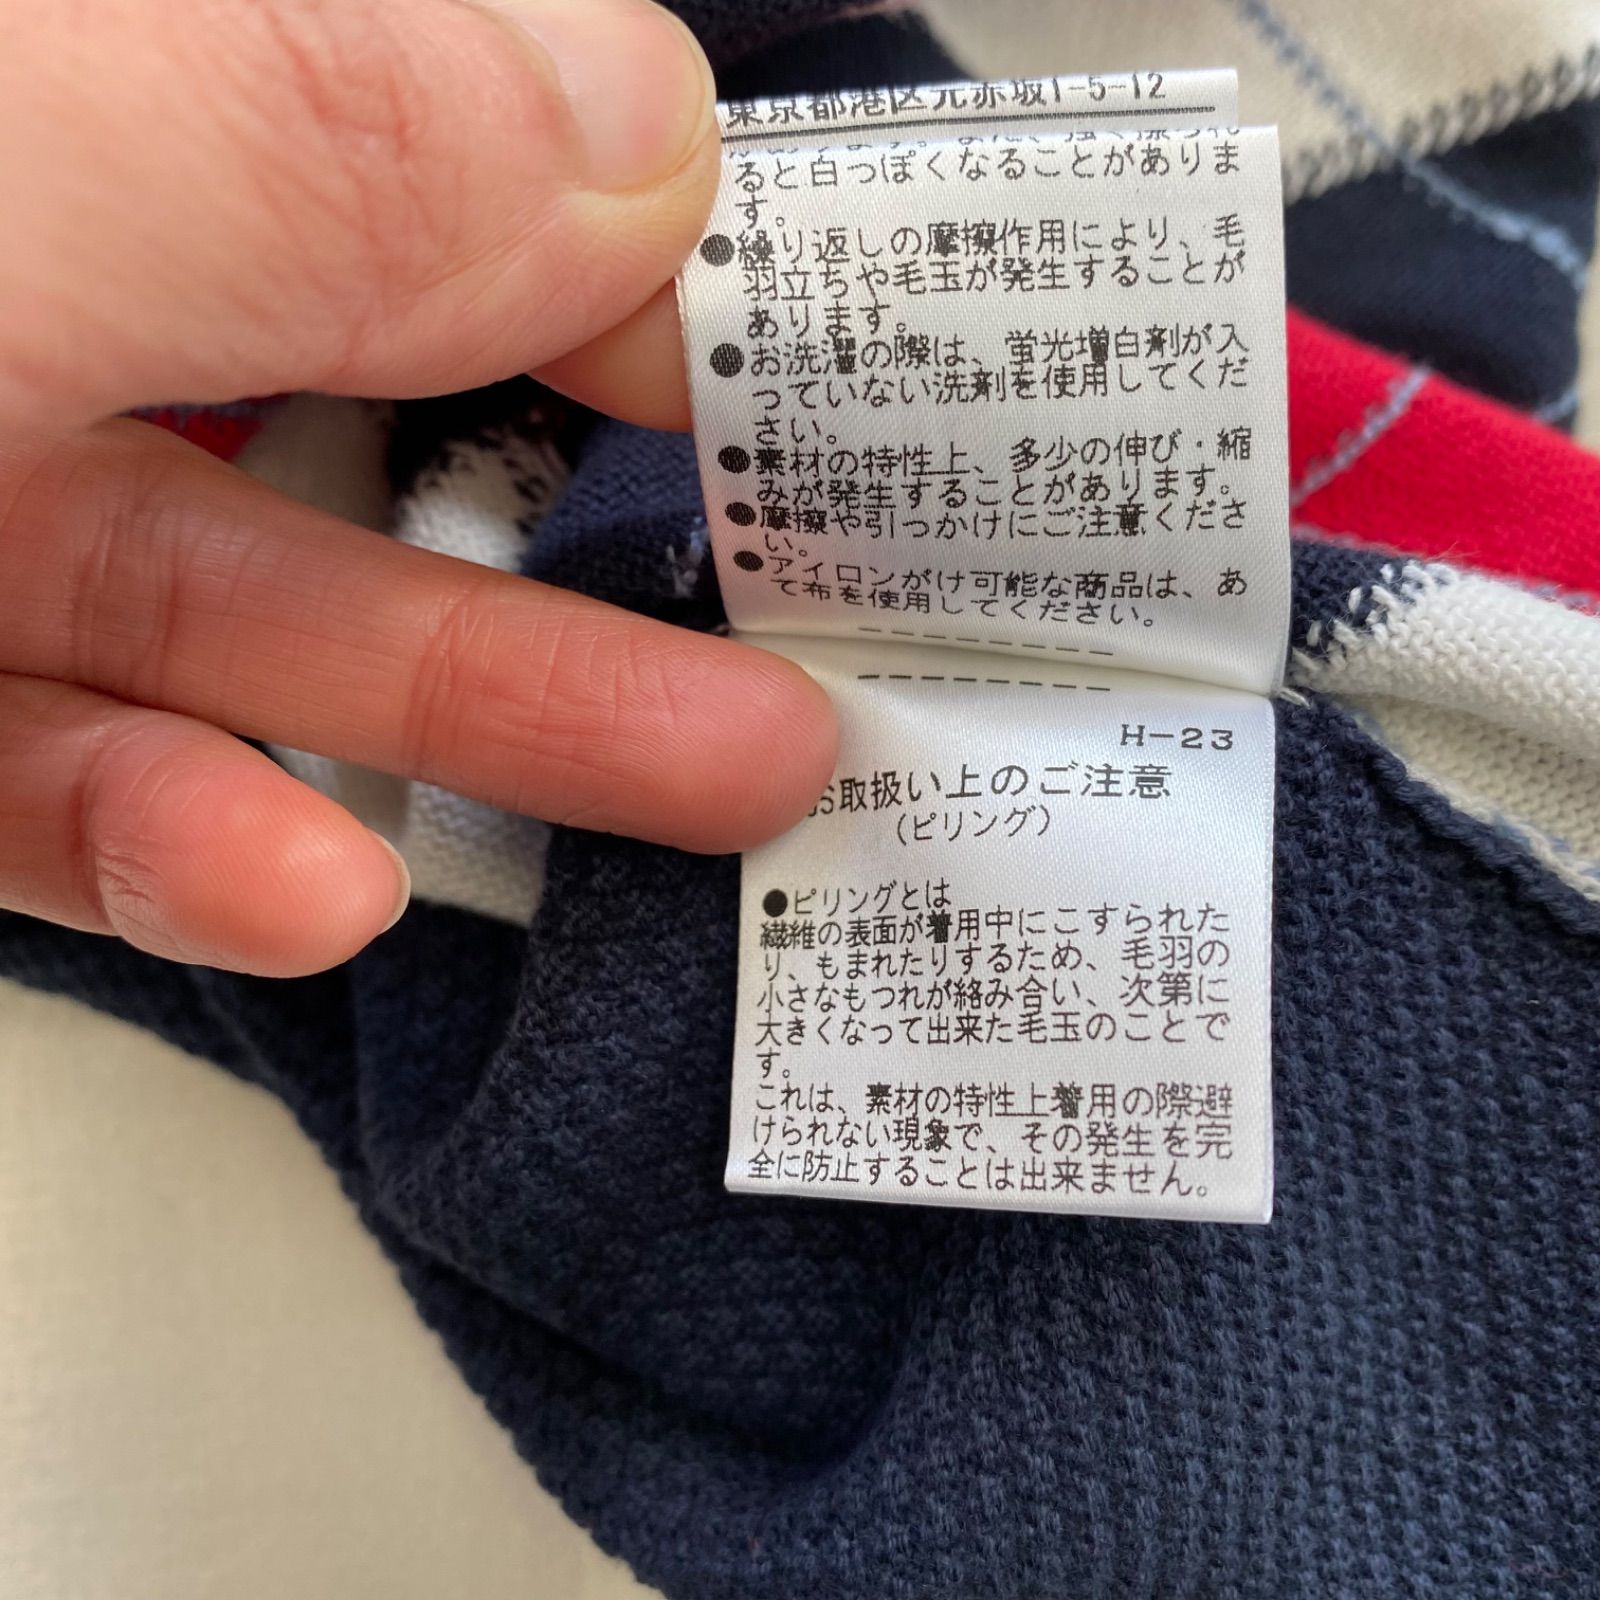 東京都港区元赤坂1-5-12
ると白っぽくなることがありま
す。
●繰り返しの摩擦作用により、毛
羽立ちや毛玉が発生することが
あります。
●お洗濯の際は、蛍光増白剤が入
っていない洗剤を使用してくだ
さい。
●素材の特性上、多少の伸び・縮
みが発生することがあります。
●摩擦や引っかけにご注意くださ
い。
●アイロンがけ可能な商品は、あ
て布を使用してください。
H-23
取扱い上のご注意
(ピリング)
●ピリングとは
繊維の表面が着用中にこすられた
り、もまれたりするため、毛羽の
小さなもつれが絡み合い、次第に
大きくなって出来た毛玉のことで
す。
これは、素材の特性上着用の際避
けられない現象で、その発生を完
全に防止することは出来ません。